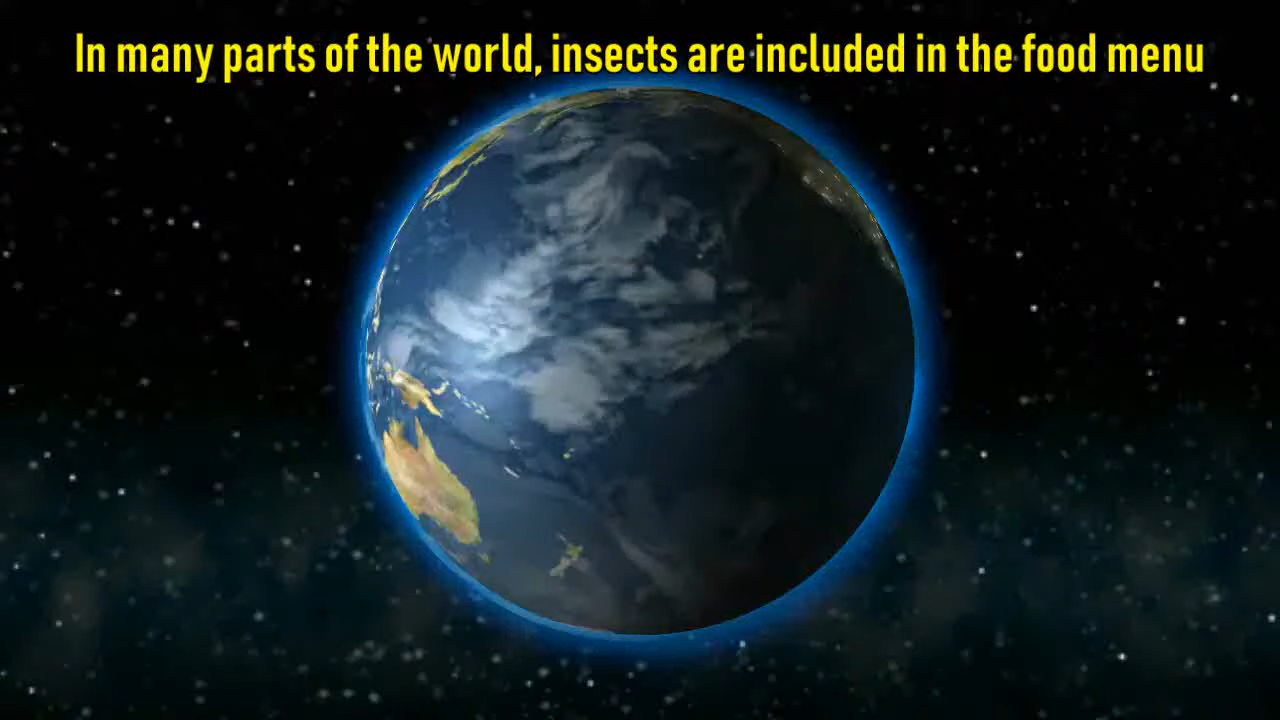 In many parts of the world, insects are included in the food menu